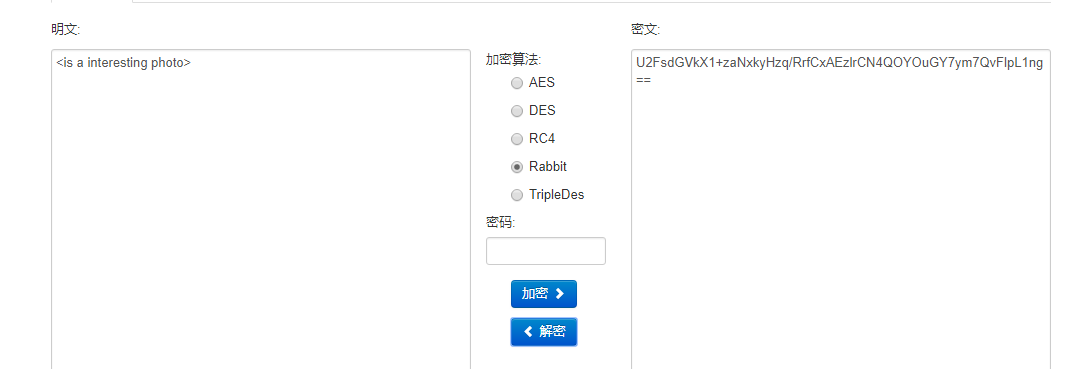 明文:
<is a interesting photo>
加密算法:
AES
DES
RC4
Rabbit
TripleDes
密码:
加密
解密
密文:
U2FsdGVkX1+zaNxkyHzq/RrfCxAEzIrCN4QOYOuGY7ym7QvFIpL1ng
==